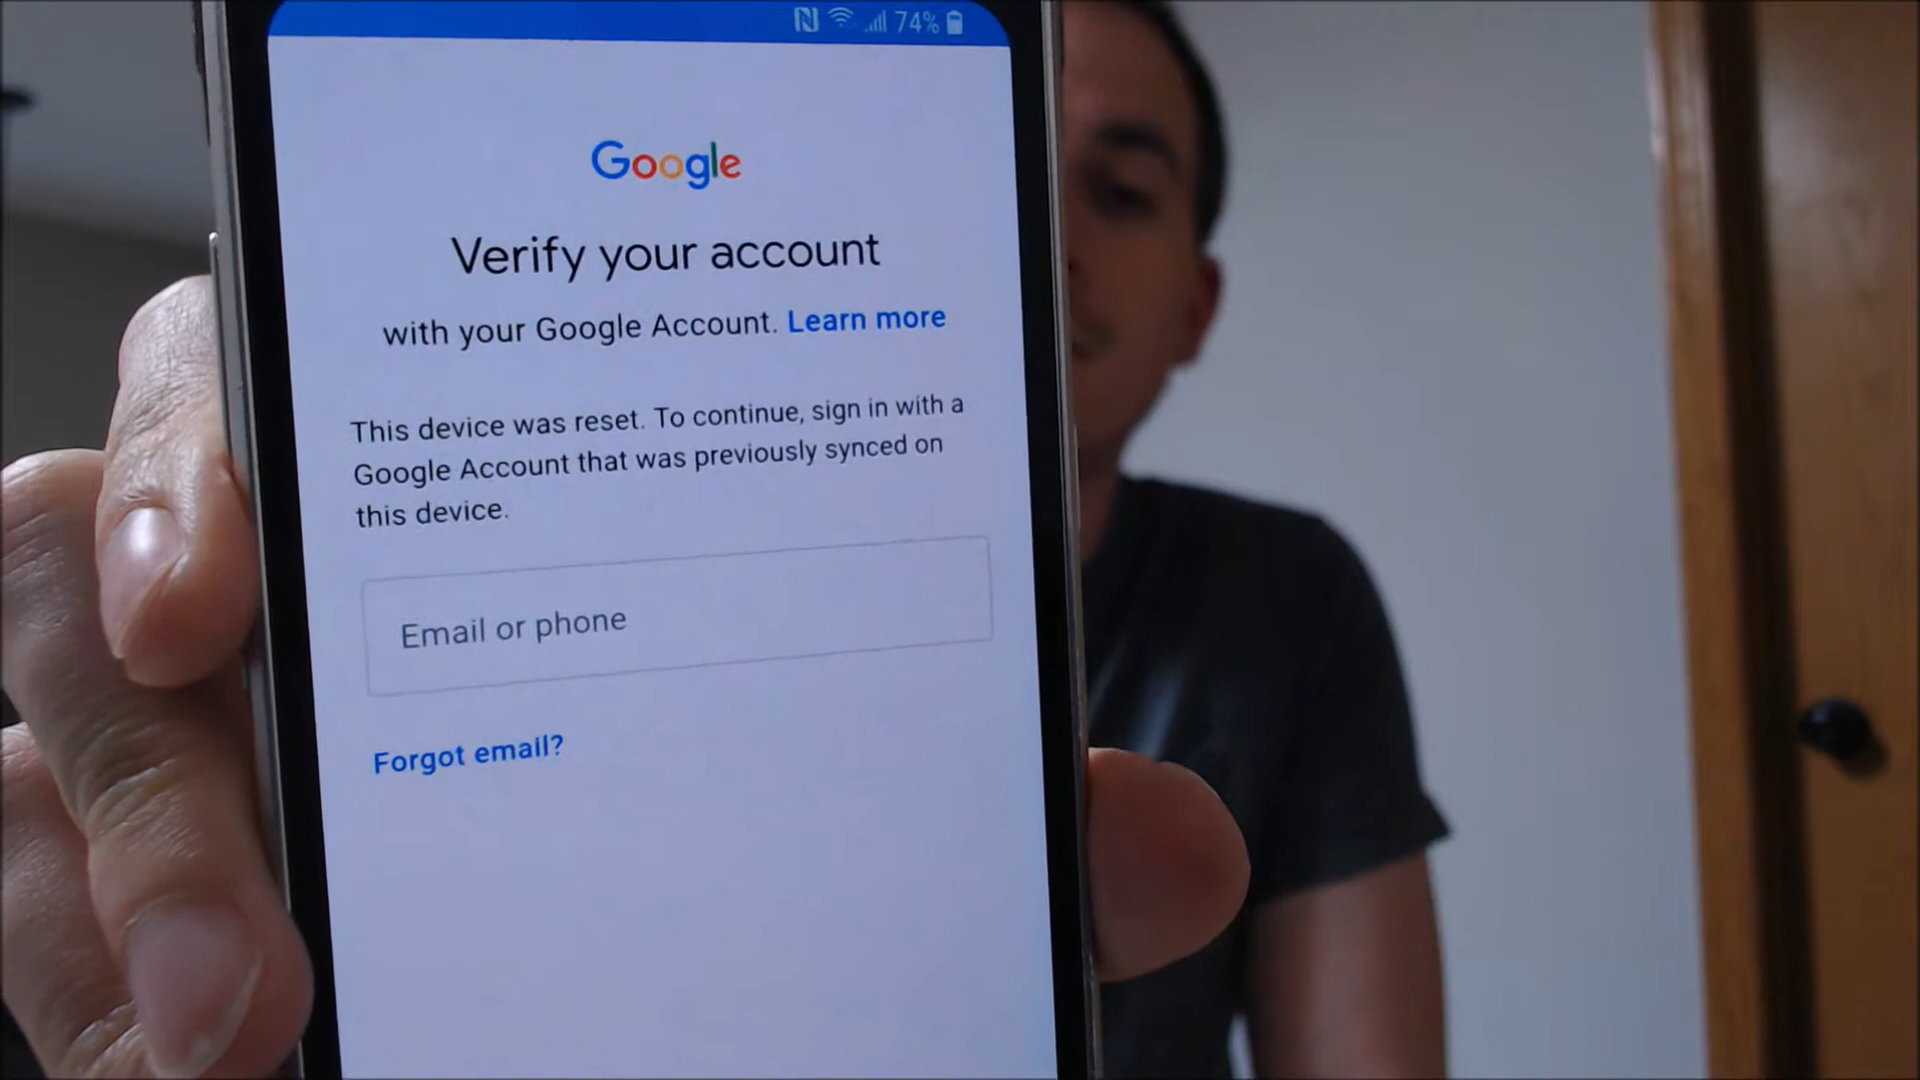 74%
Google
Verify your account
with your Google Account. Learn more
This device was reset. To continue, sign in with a
Google Account that was previously synced on
this device.
Email or phone
Forgot email?